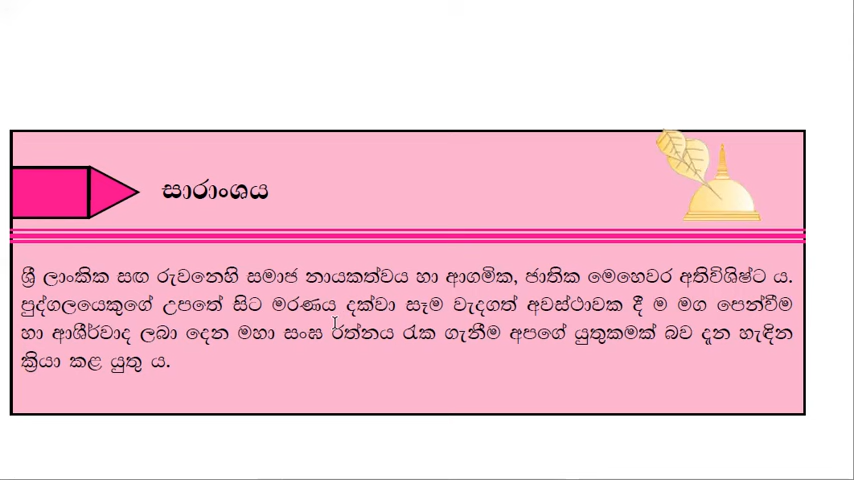 සාරාංශය
ශ්‍රී ලාංකික සඟ රුවනෙහි සමාජ නායකත්වය හා ආගමික, ජාතික මෙහෙවර අතිවිශිෂ්ට ය.
පුද්ගලයෙකුගේ උපතේ සිට මරණය දක්වා සෑම වැදගත් අවස්ථාවක දී ම මග පෙන්වීම
හා ආශීර්වාද ලබා දෙන මහා සංඝ රත්නය රැක ගැනීම අපගේ යුතුකමක් බව දැන හැඳින
ක්‍රියා කළ යුතු ය.